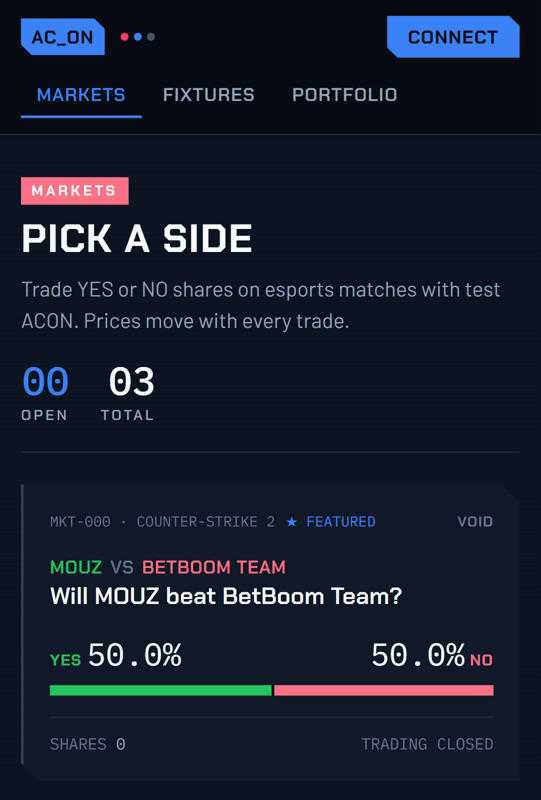 AC_ON
CONNECT
MARKETS FIXTURES PORTFOLIO
MARKETS
PICK A SIDE
Trade YES or NO shares on esports matches with test
ACON. Prices move with every trade.
00 03
OPEN TOTAL
MKT-000 · COUNTER-STRIKE 2 ★ FEATURED VOID
MOUZ VS BETBOOM TEAM
Will MOUZ beat BetBoom Team?
YES 50.0% 50.0% NO
SHARES 0 TRADING CLOSED